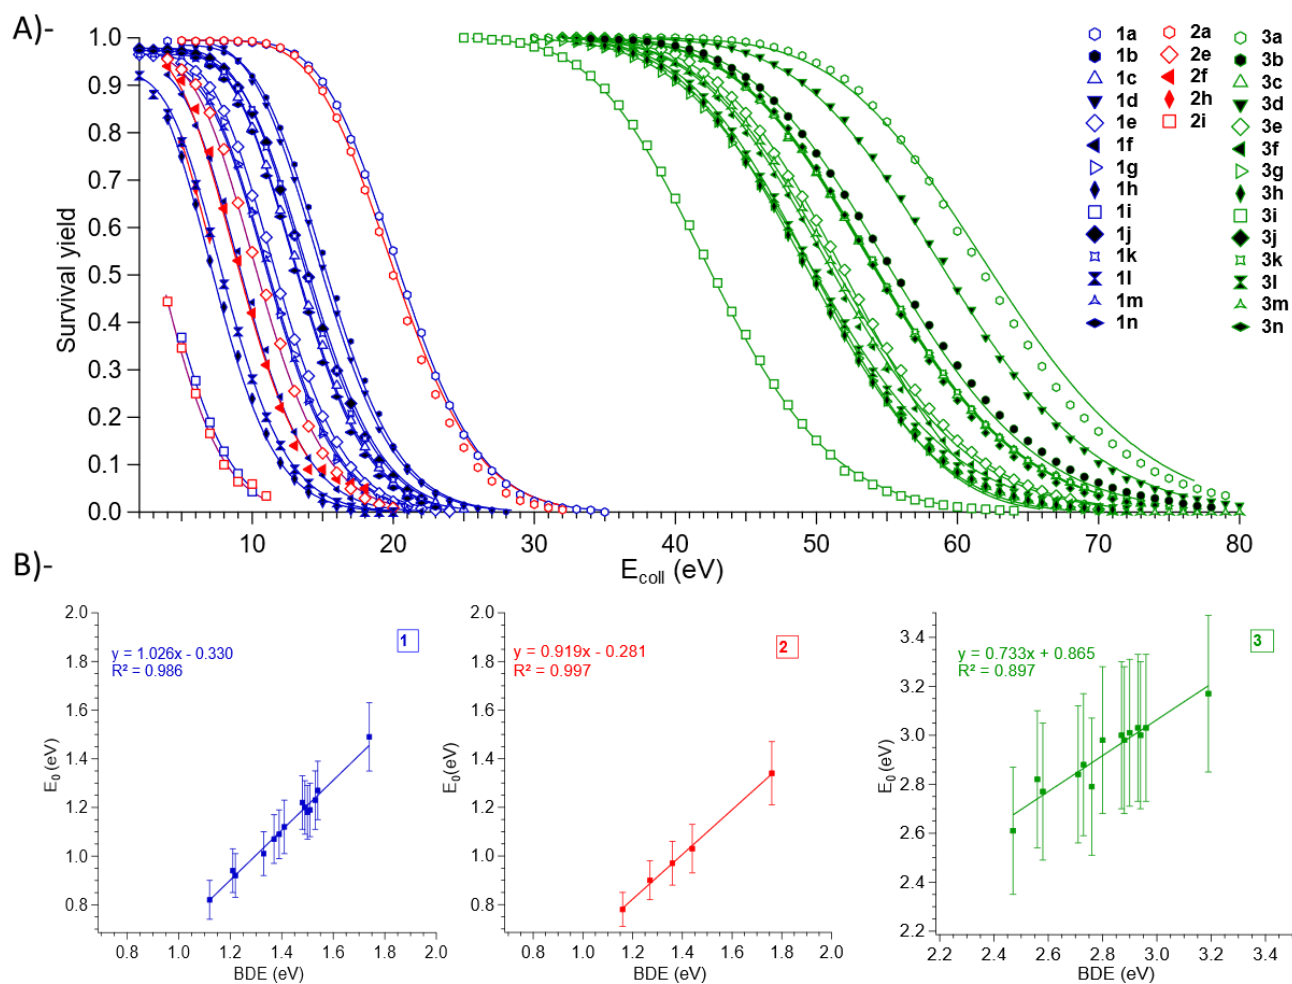 A)-
Survival yield
1.0
0.9
0.8
0.7
0.6
0.5
0.4
0.3
0.2
0.1
0.0
10 20 30 40 50 60 70 80
E_coll (eV)
1a
1b
1c
1d
1e
1f
1g
1h
1i
1j
1k
1l
1m
1n
2a
2e
2f
2h
2i
3a
3b
3c
3d
3e
3f
3g
3h
3i
3j
3k
3l
3m
3n
B)-
1
y = 1.026x - 0.330
R² = 0.986
E₀ (eV)
2.0
1.8
1.6
1.4
1.2
1.0
0.8
0.8 1.0 1.2 1.4 1.6 1.8 2.0
BDE (eV)
2
y = 0.919x - 0.281
R² = 0.997
E₀(eV)
2.0
1.8
1.6
1.4
1.2
1.0
0.8
0.8 1.0 1.2 1.4 1.6 1.8 2.0
BDE (eV)
3
y = 0.733x + 0.865
R² = 0.897
E₀ (eV)
3.4
3.2
3.0
2.8
2.6
2.4
2.2
2.2 2.4 2.6 2.8 3.0 3.2 3.4
BDE (eV)